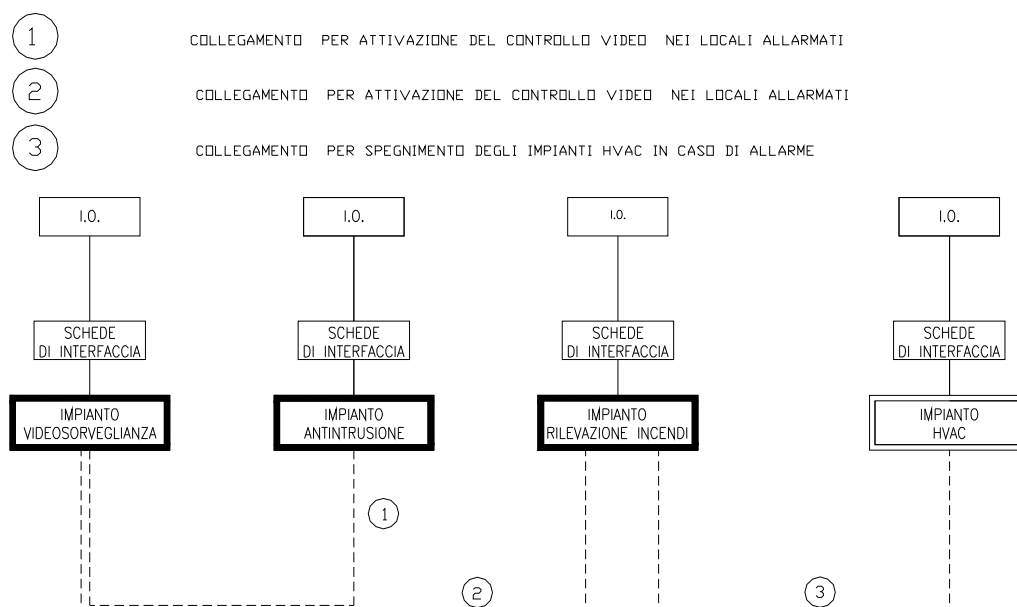 1
COLLEGAMENTO PER ATTIVAZIONE DEL CONTROLLO VIDEO NEI LOCALI ALLARMATI
2
COLLEGAMENTO PER ATTIVAZIONE DEL CONTROLLO VIDEO NEI LOCALI ALLARMATI
3
COLLEGAMENTO PER SPEGNIMENTO DEGLI IMPIANTI HVAC IN CASO DI ALLARME
I.O.
I.O.
I.O.
I.O.
SCHEDE
DI INTERFACCIA
SCHEDE
DI INTERFACCIA
SCHEDE
DI INTERFACCIA
SCHEDE
DI INTERFACCIA
IMPIANTO
VIDEOSORVEGLIANZA
IMPIANTO
ANTINTRUSIONE
IMPIANTO
RILEVAZIONE INCENDI
IMPIANTO
HVAC
1
2
3